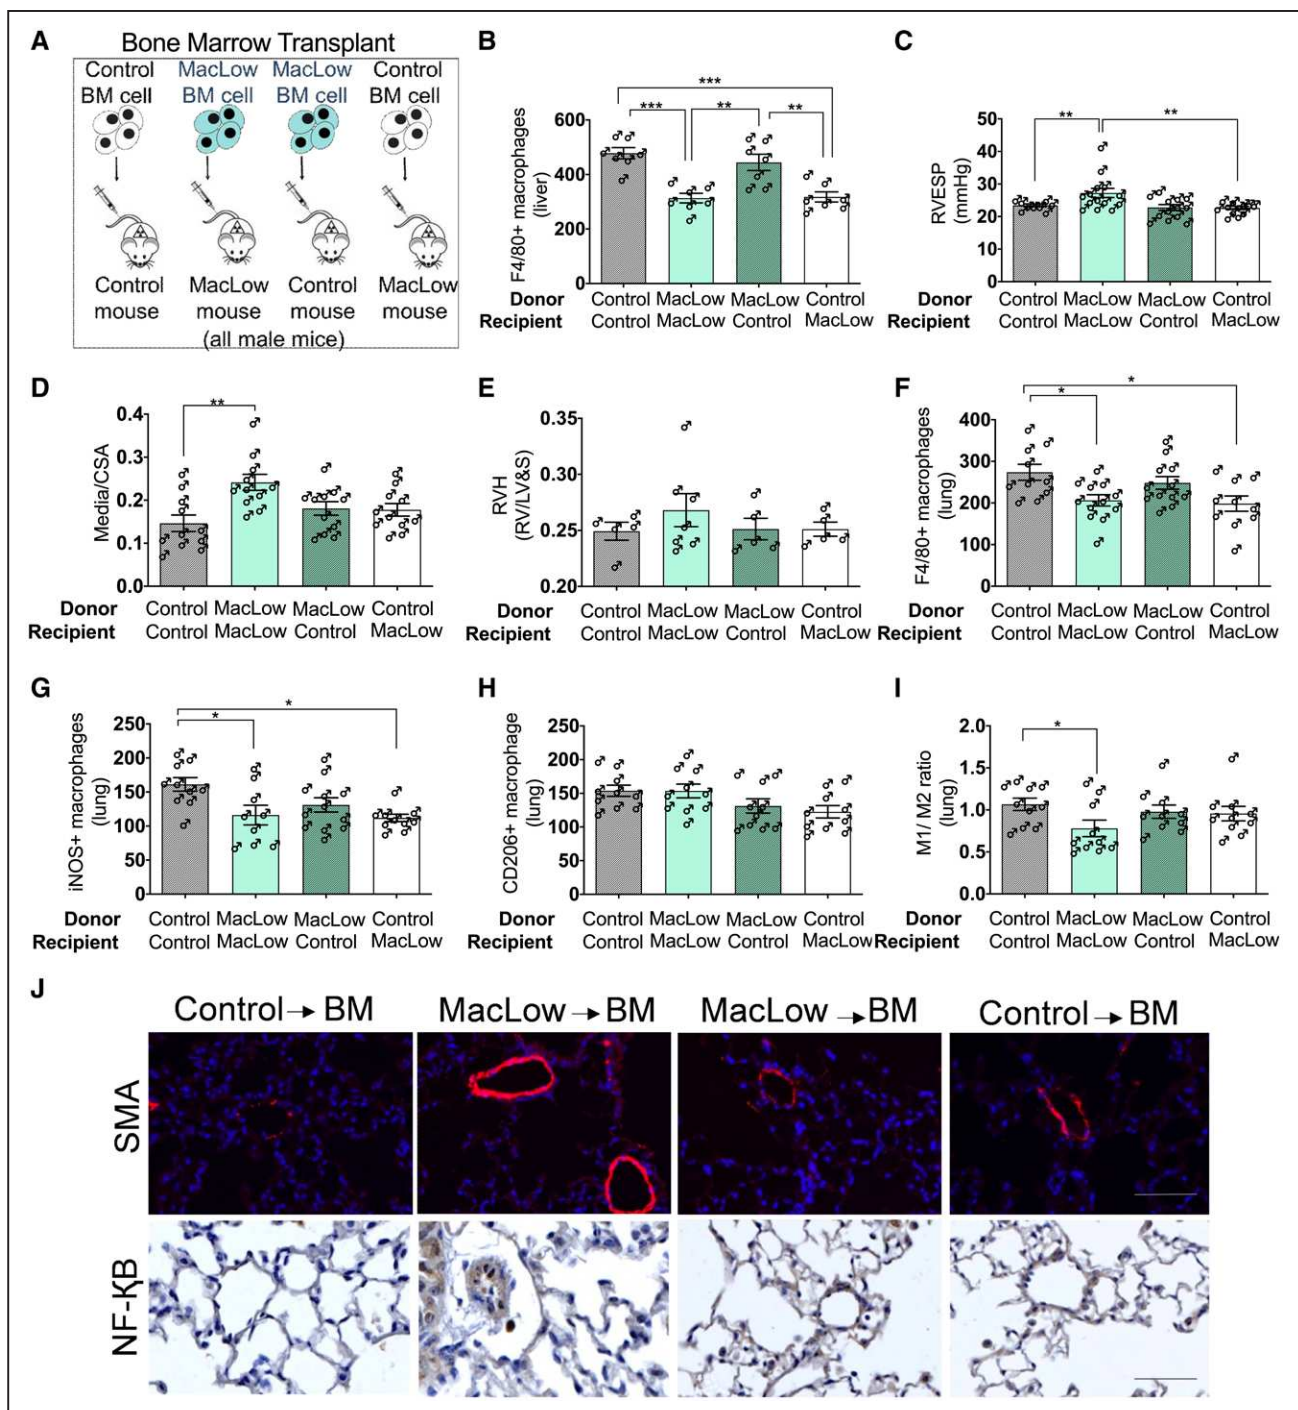 A
Bone Marrow Transplant
Control MacLow MacLow Control
BM cell BM cell BM cell BM cell
Control MacLow Control MacLow
mouse mouse mouse mouse
(all male mice)
B
F4/80+ macrophages
(liver)
600
400
200
0
*** ** **
***
Donor Control MacLow MacLow Control
Recipient Control MacLow Control MacLow
C
RVESP
(mmHg)
50
40
30
20
10
0
** **
Donor Control MacLow MacLow Control
Recipient Control MacLow Control MacLow
D
Media/CSA
0.4
0.3
0.2
0.1
0.0
**
Donor Control MacLow MacLow Control
Recipient Control MacLow Control MacLow
E
RVH
(RV/LV&S)
0.35
0.30
0.25
0.20
Donor Control MacLow MacLow Control
Recipient Control MacLow Control MacLow
F
F4/80+ macrophages
(lung)
400
300
200
100
0
* *
Donor Control MacLow MacLow Control
Recipient Control MacLow Control MacLow
G
iNOS+ macrophages
(lung)
250
200
150
100
50
0
* *
Donor Control MacLow MacLow Control
Recipient Control MacLow Control MacLow
H
CD206+ macrophage
(lung)
250
200
150
100
50
0
Donor Control MacLow MacLow Control
Recipient Control MacLow Control MacLow
I
M1/ M2 ratio
(lung)
2.0
1.5
1.0
0.5
0.0
*
Donor Control MacLow MacLow Control
Recipient Control MacLow Control MacLow
J
Control → BM MacLow → BM MacLow → BM Control → BM
SMA
NF-ĶB